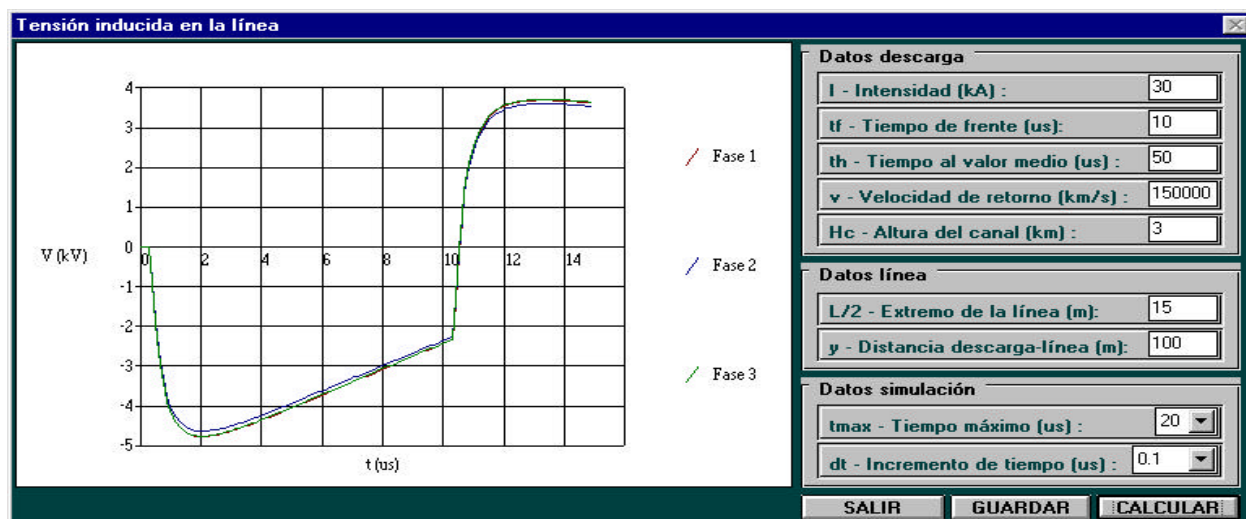 Tensión inducida en la línea
4
3
2
1
0
-1
-2
-3
-4
-5
V (kV)
0 2 4 6 8 10 12 14
t (us)
Fase 1
Fase 2
Fase 3
Datos descarga
I - Intensidad (kA) : 30
tf - Tiempo de frente (us): 10
th - Tiempo al valor medio (us) : 50
v - Velocidad de retorno (km/s) : 150000
Hc - Altura del canal (km) : 3
Datos línea
L/2 - Extremo de la línea (m): 15
y - Distancia descarga-línea (m): 100
Datos simulación
tmax - Tiempo máximo (us) : 20
dt - Incremento de tiempo (us) : 0.1
SALIR GUARDAR CALCULAR